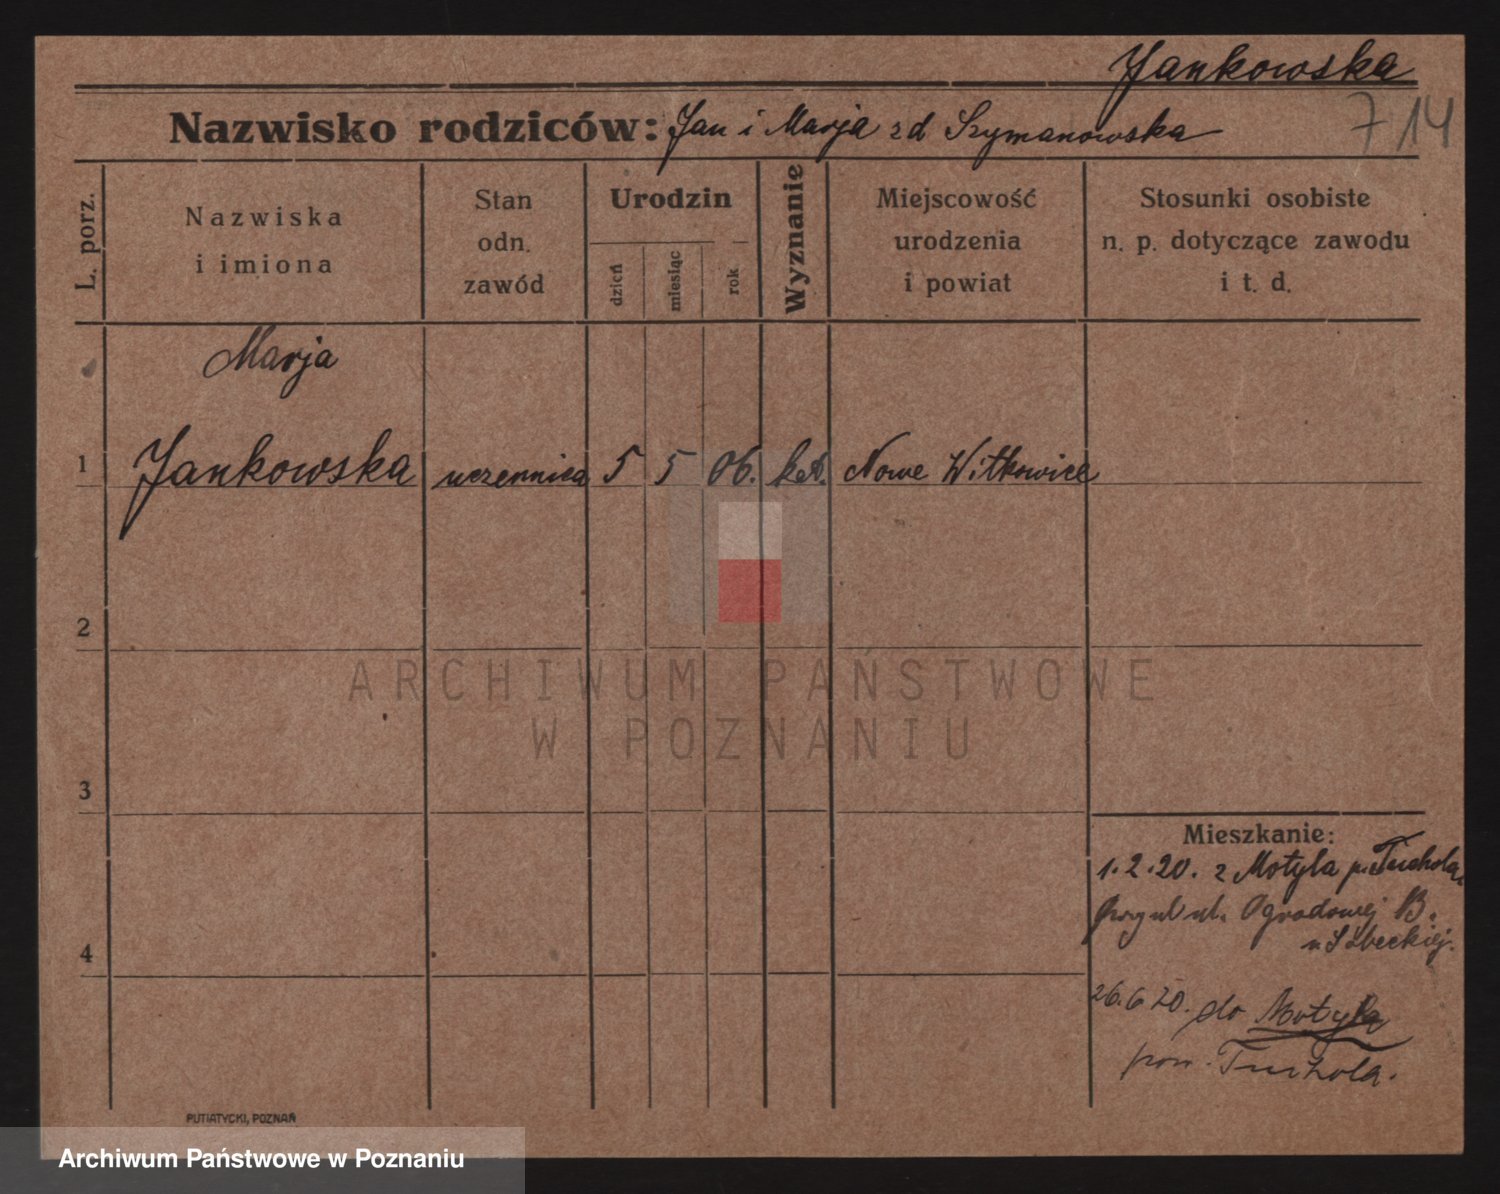 Jankowska
714
Nazwisko rodziców: Jan i Marja zd Szymanowska
L. porz.
Nazwiska
i imiona
Stan
odn.
zawód
Urodzin
dzień
miesiąc
rok
Wyznanie
Miejscowość
urodzenia
i powiat
Stosunki osobiste
n. p. dotyczące zawodu
i t. d.
Marja
1 Jankowska uczennica 5 5 06. kat. Nowe Witkowice
2
ARCHIWUM PAŃSTWOWE
W POZNANIU
3
Mieszkanie:
1.2.20. z Motyla p. Tuchola
ul. Ogrodowej B.
4
26.6 20. do Motyla
pow. Tuchola.
PUTIATYCKI, POZNAŃ
Archiwum Państwowe w Poznaniu